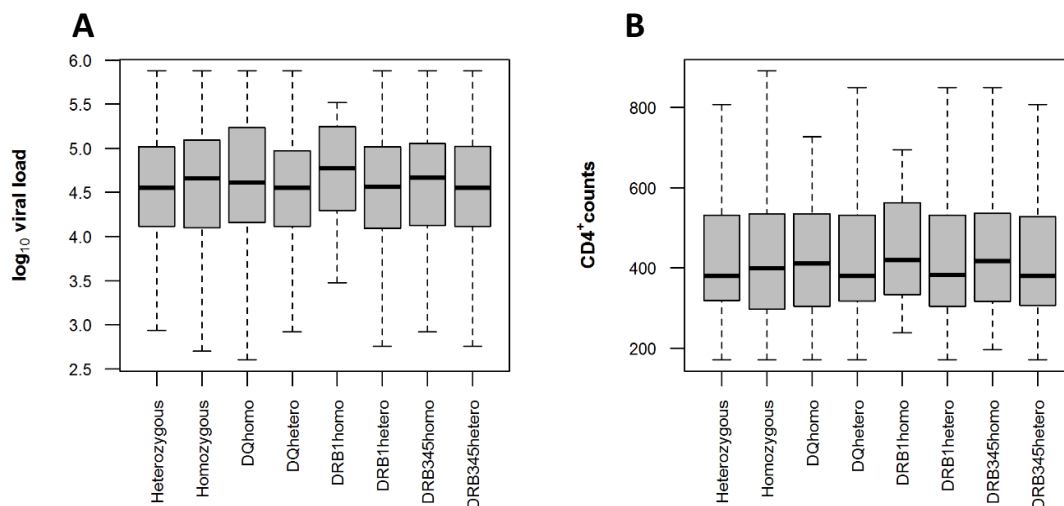 A
log10 viral load
6.0
5.5
5.0
4.5
4.0
3.5
3.0
2.5
Heterozygous
Homozygous
DQhomo
DQhetero
DRB1homo
DRB1hetero
DRB345homo
DRB345hetero
B
CD4+counts
800
600
400
200
Heterozygous
Homozygous
DQhomo
DQhetero
DRB1homo
DRB1hetero
DRB345homo
DRB345hetero